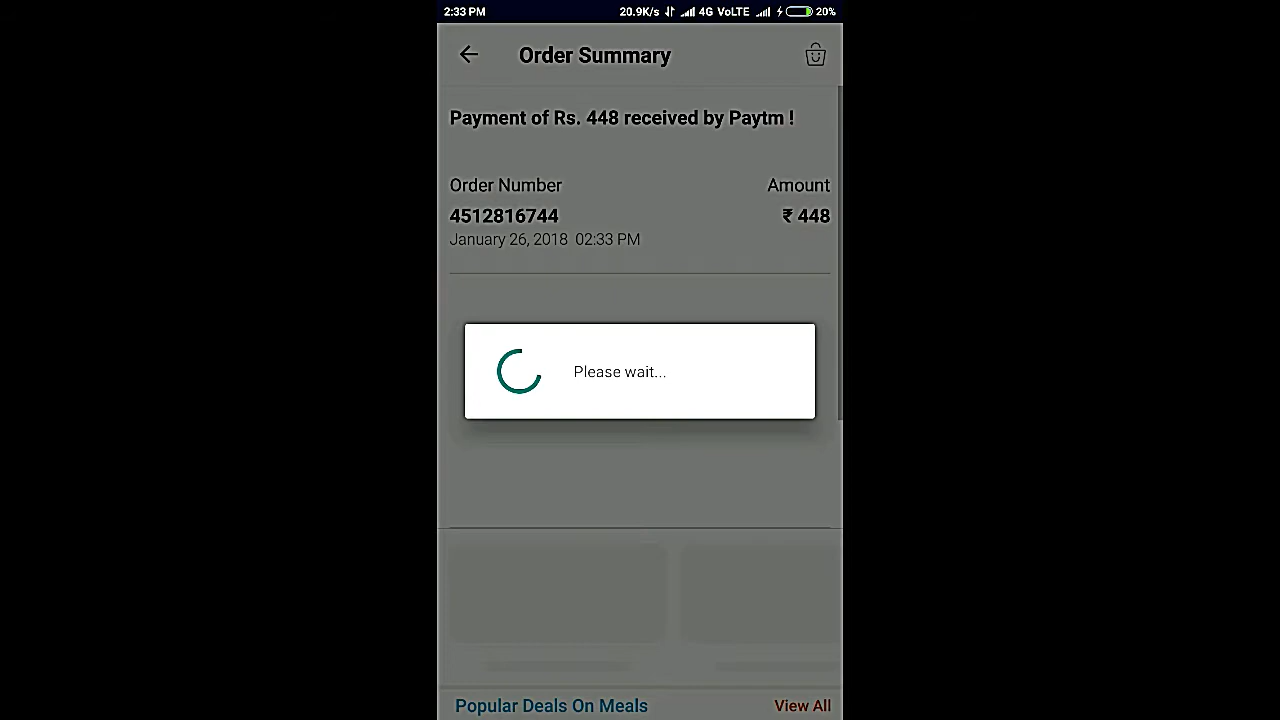 2:33 PM 20.9K/s 4G VoLTE 20%
Order Summary
Payment of Rs. 448 received by Paytm !
Order Number Amount
4512816744 ₹ 448
January 26, 2018 02:33 PM
Please wait...
Popular Deals On Meals View All